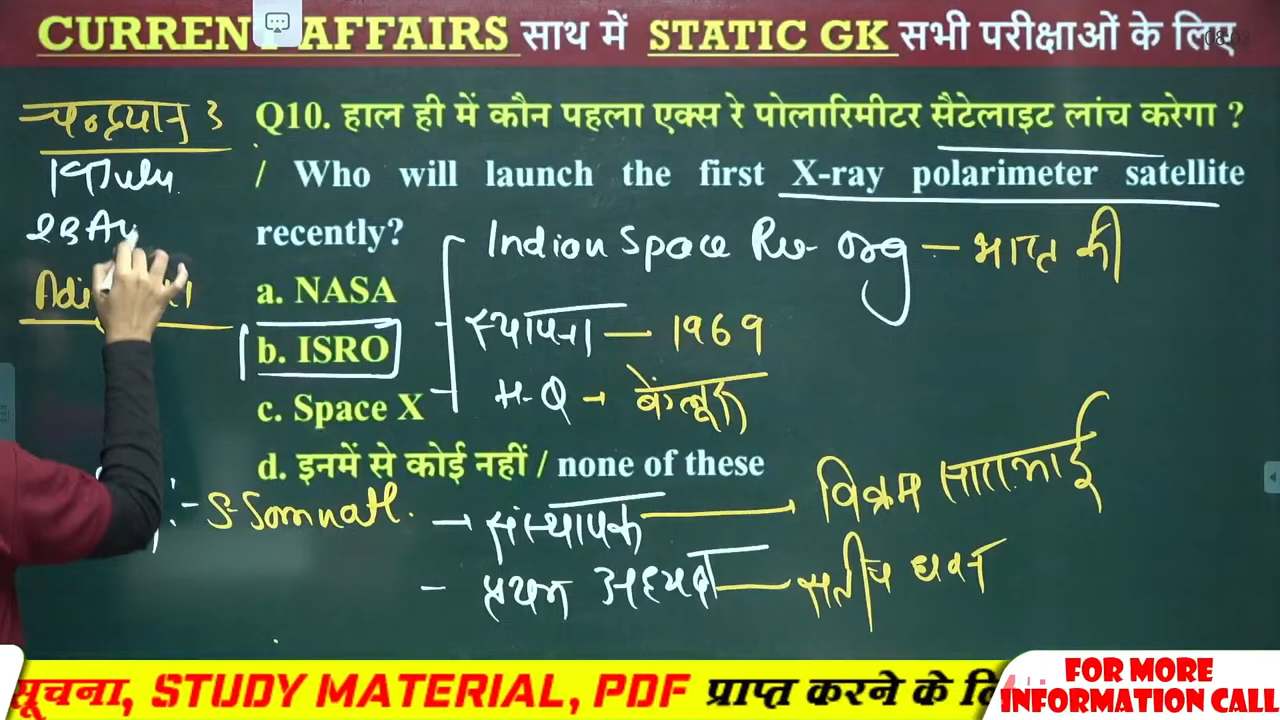 CURRENT AFFAIRS साथ में STATIC GK सभी परीक्षाओं के लिए
चन्द्रयान 3
14 July
23 Au
Q10. हाल ही में कौन पहला एक्स रे पोलारिमीटर सैटेलाइट लांच करेगा ?
/ Who will launch the first X-ray polarimeter satellite
recently?
Indian Space Re- org – भारत की
a. NASA
b. ISRO
स्थापना – 1969
c. Space X
H-Q → बेंगलूरू
d. इनमें से कोई नहीं / none of these
:- S. Somnath.
→ संस्थापक → विक्रम साराभाई
- प्रथम अध्यक्ष – सतीश धवन
सूचना, STUDY MATERIAL, PDF प्राप्त करने के
FOR MORE
INFORMATION CALL